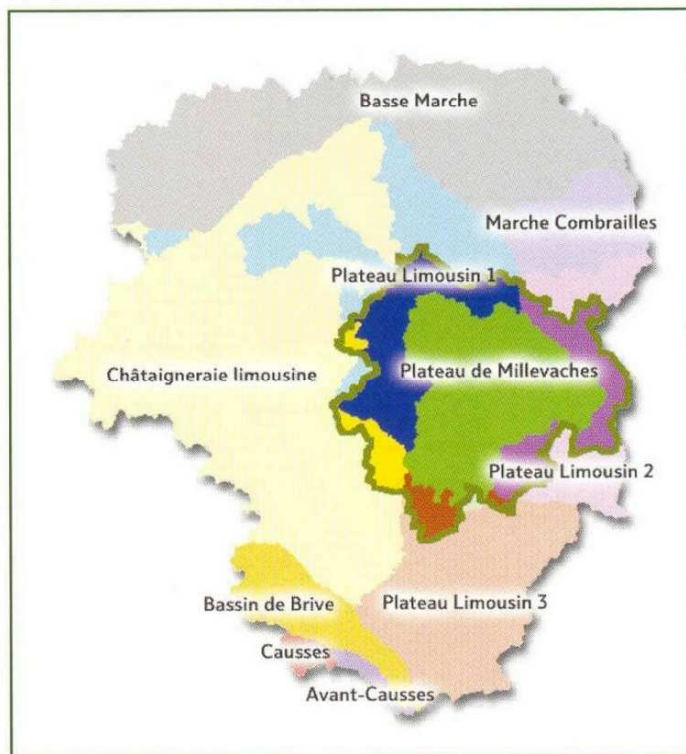 Basse Marche
Marche Combrailles
Plateau Limousin 1
Châtaigneraie limousine
Plateau de Millevaches
Plateau Limousin 2
Bassin de Brive
Plateau Limousin 3
Causses
Avant-Causses